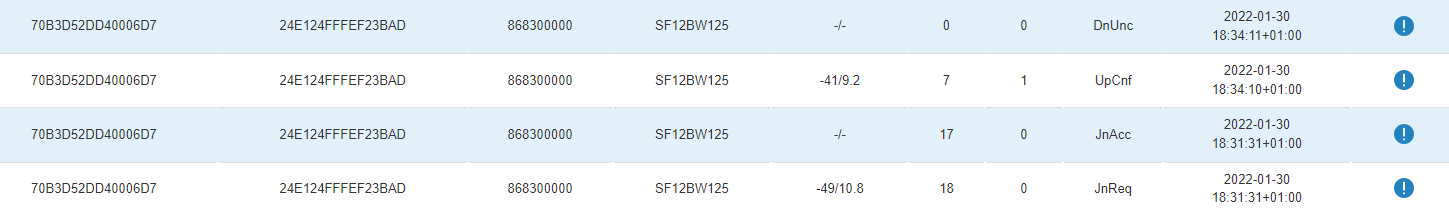 70B3D52DD40006D7 24E124FFFEF23BAD 868300000 SF12BW125 -/- 0 0 DnUnc 2022-01-30
18:34:11+01:00
70B3D52DD40006D7 24E124FFFEF23BAD 868300000 SF12BW125 -41/9.2 7 1 UpCnf 2022-01-30
18:34:10+01:00
70B3D52DD40006D7 24E124FFFEF23BAD 868300000 SF12BW125 -/- 17 0 JnAcc 2022-01-30
18:31:31+01:00
70B3D52DD40006D7 24E124FFFEF23BAD 868300000 SF12BW125 -49/10.8 18 0 JnReq 2022-01-30
18:31:31+01:00